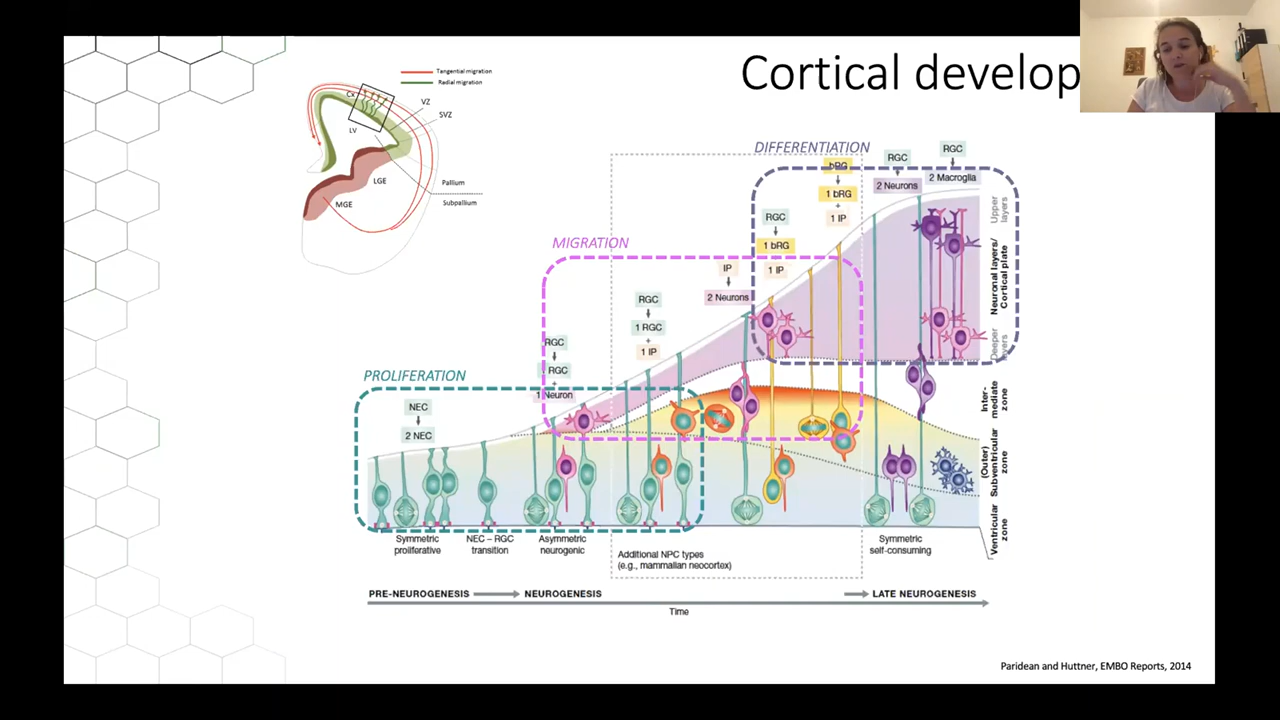 Cortical develop
Tangential migration
Radial migration
Cx
VZ
SVZ
LV
LGE
MGE
Pallium
Subpallium
DIFFERENTIATION
RGC
2 Macroglia
RGC
2 Neurons
bRG
1 bRG
+
1 IP
RGC
1 bRG
1 IP
MIGRATION
IP
2 Neurons
RGC
1 RGC
+
1 IP
RGC
RGC
+
1 Neuron
PROLIFERATION
NEC
2 NEC
Upper
layers
Neuronal layers/
Cortical plate
Deeper
layers
Inter-
mediate
zone
(Outer)
Subventricular
zone
Ventricular
zone
Symmetric
proliferative
NEC – RGC
transition
Asymmetric
neurogenic
Additional NPC types
(e.g., mammalian neocortex)
Symmetric
self-consuming
PRE-NEUROGENESIS
NEUROGENESIS
LATE NEUROGENESIS
Time
Paridean and Huttner, EMBO Reports, 2014